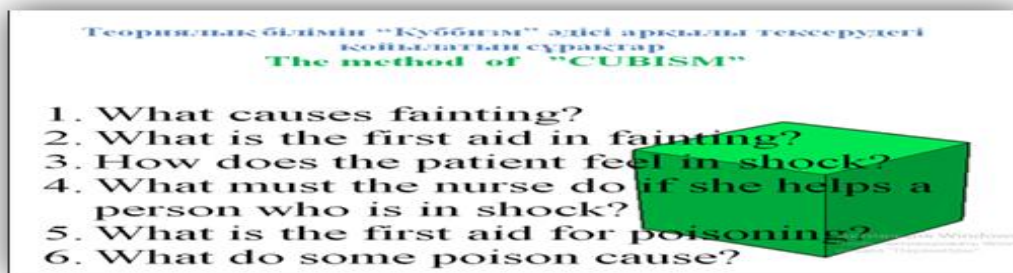 Теориялық білімін “Куббизм” әдісі арқылы тексерудегі
қойылатын сұрақтар
The method of ”CUBISM”
1. What causes fainting?
2. What is the first aid in fainting?
3. How does the patient feel in shock?
4. What must the nurse do if she helps a
person who is in shock?
5. What is the first aid for poisoning?
6. What do some poison cause?